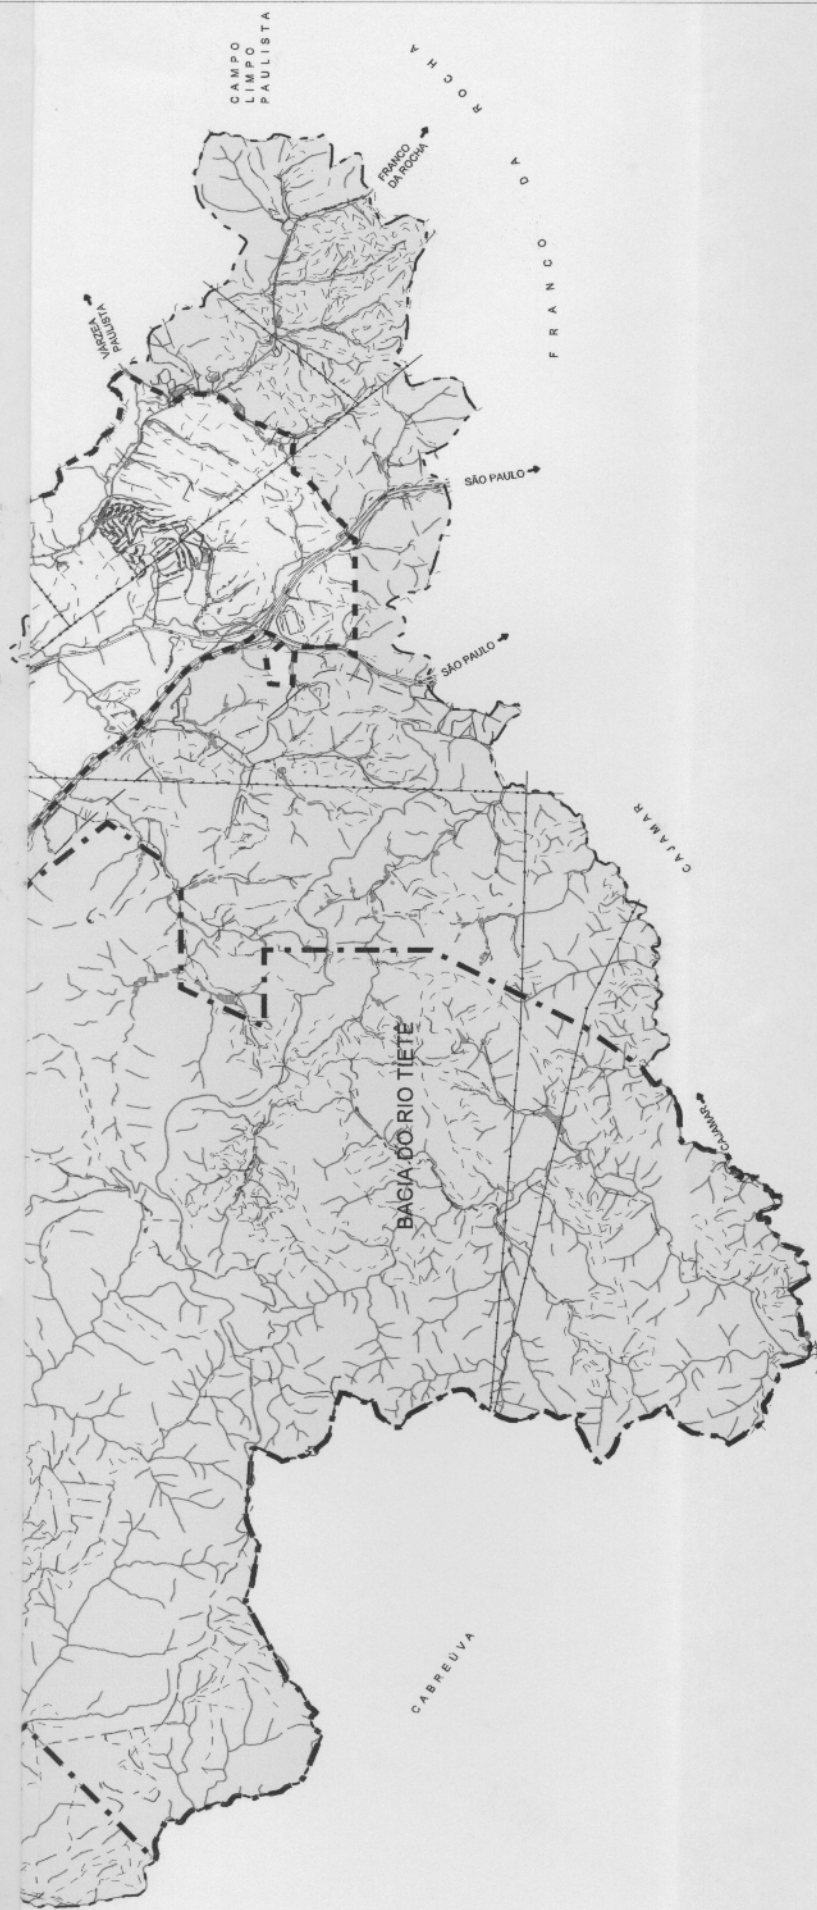 CAMPO
LIMPO
PAULISTA
FRANCO DA ROCHA
FRANCO
DA ROCHA
VÁRZEA
PAULISTA
SÃO PAULO
SÃO PAULO
CAJAMAR
BACIA DO RIO TIETÊ
CAJAMAR
CABREÚVA